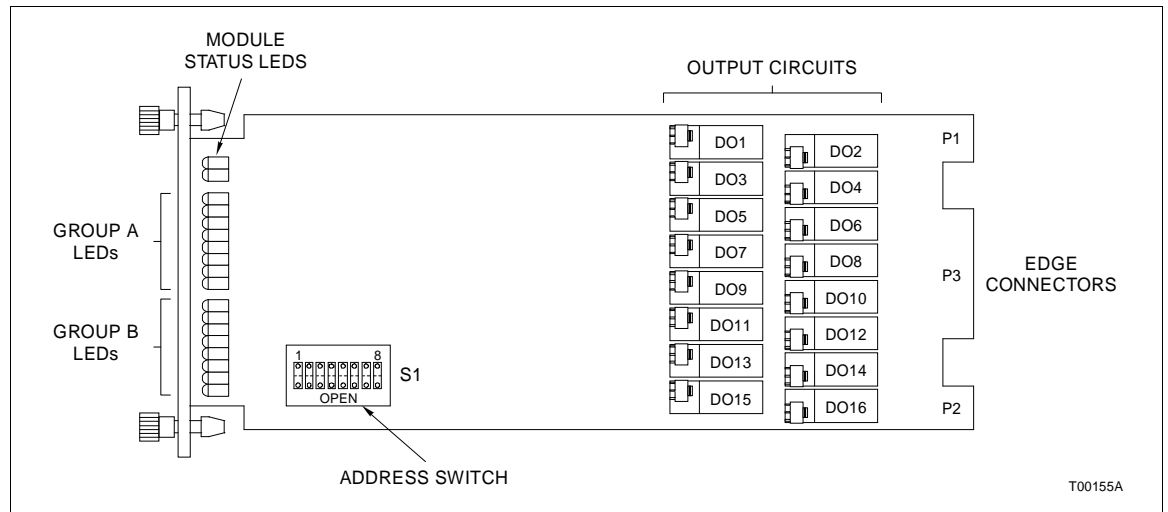 MODULE
STATUS LEDS
OUTPUT CIRCUITS
DO1
DO2
DO3
DO4
DO5
DO6
DO7
DO8
DO9
DO10
DO11
DO12
DO13
DO14
DO15
DO16
P1
P3
P2
EDGE
CONNECTORS
GROUP A
LEDs
GROUP B
LEDs
1 8
OPEN
S1
ADDRESS SWITCH
T00155A